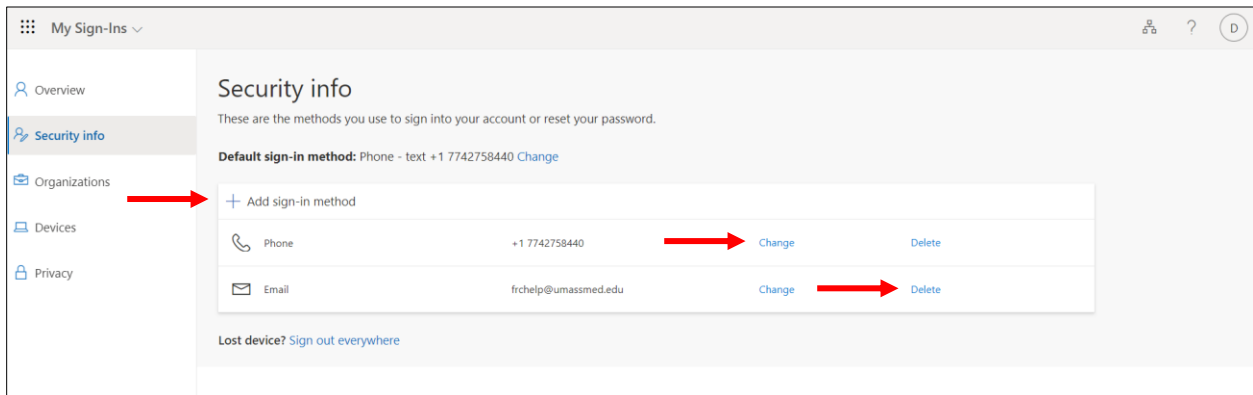 My Sign-Ins
? D
Overview
Security info
Organizations
Devices
Privacy
Security info
These are the methods you use to sign into your account or reset your password.
Default sign-in method: Phone - text +1 7742758440 Change
+ Add sign-in method
Phone +1 7742758440 Change Delete
Email frchelp@umassmed.edu Change Delete
Lost device? Sign out everywhere